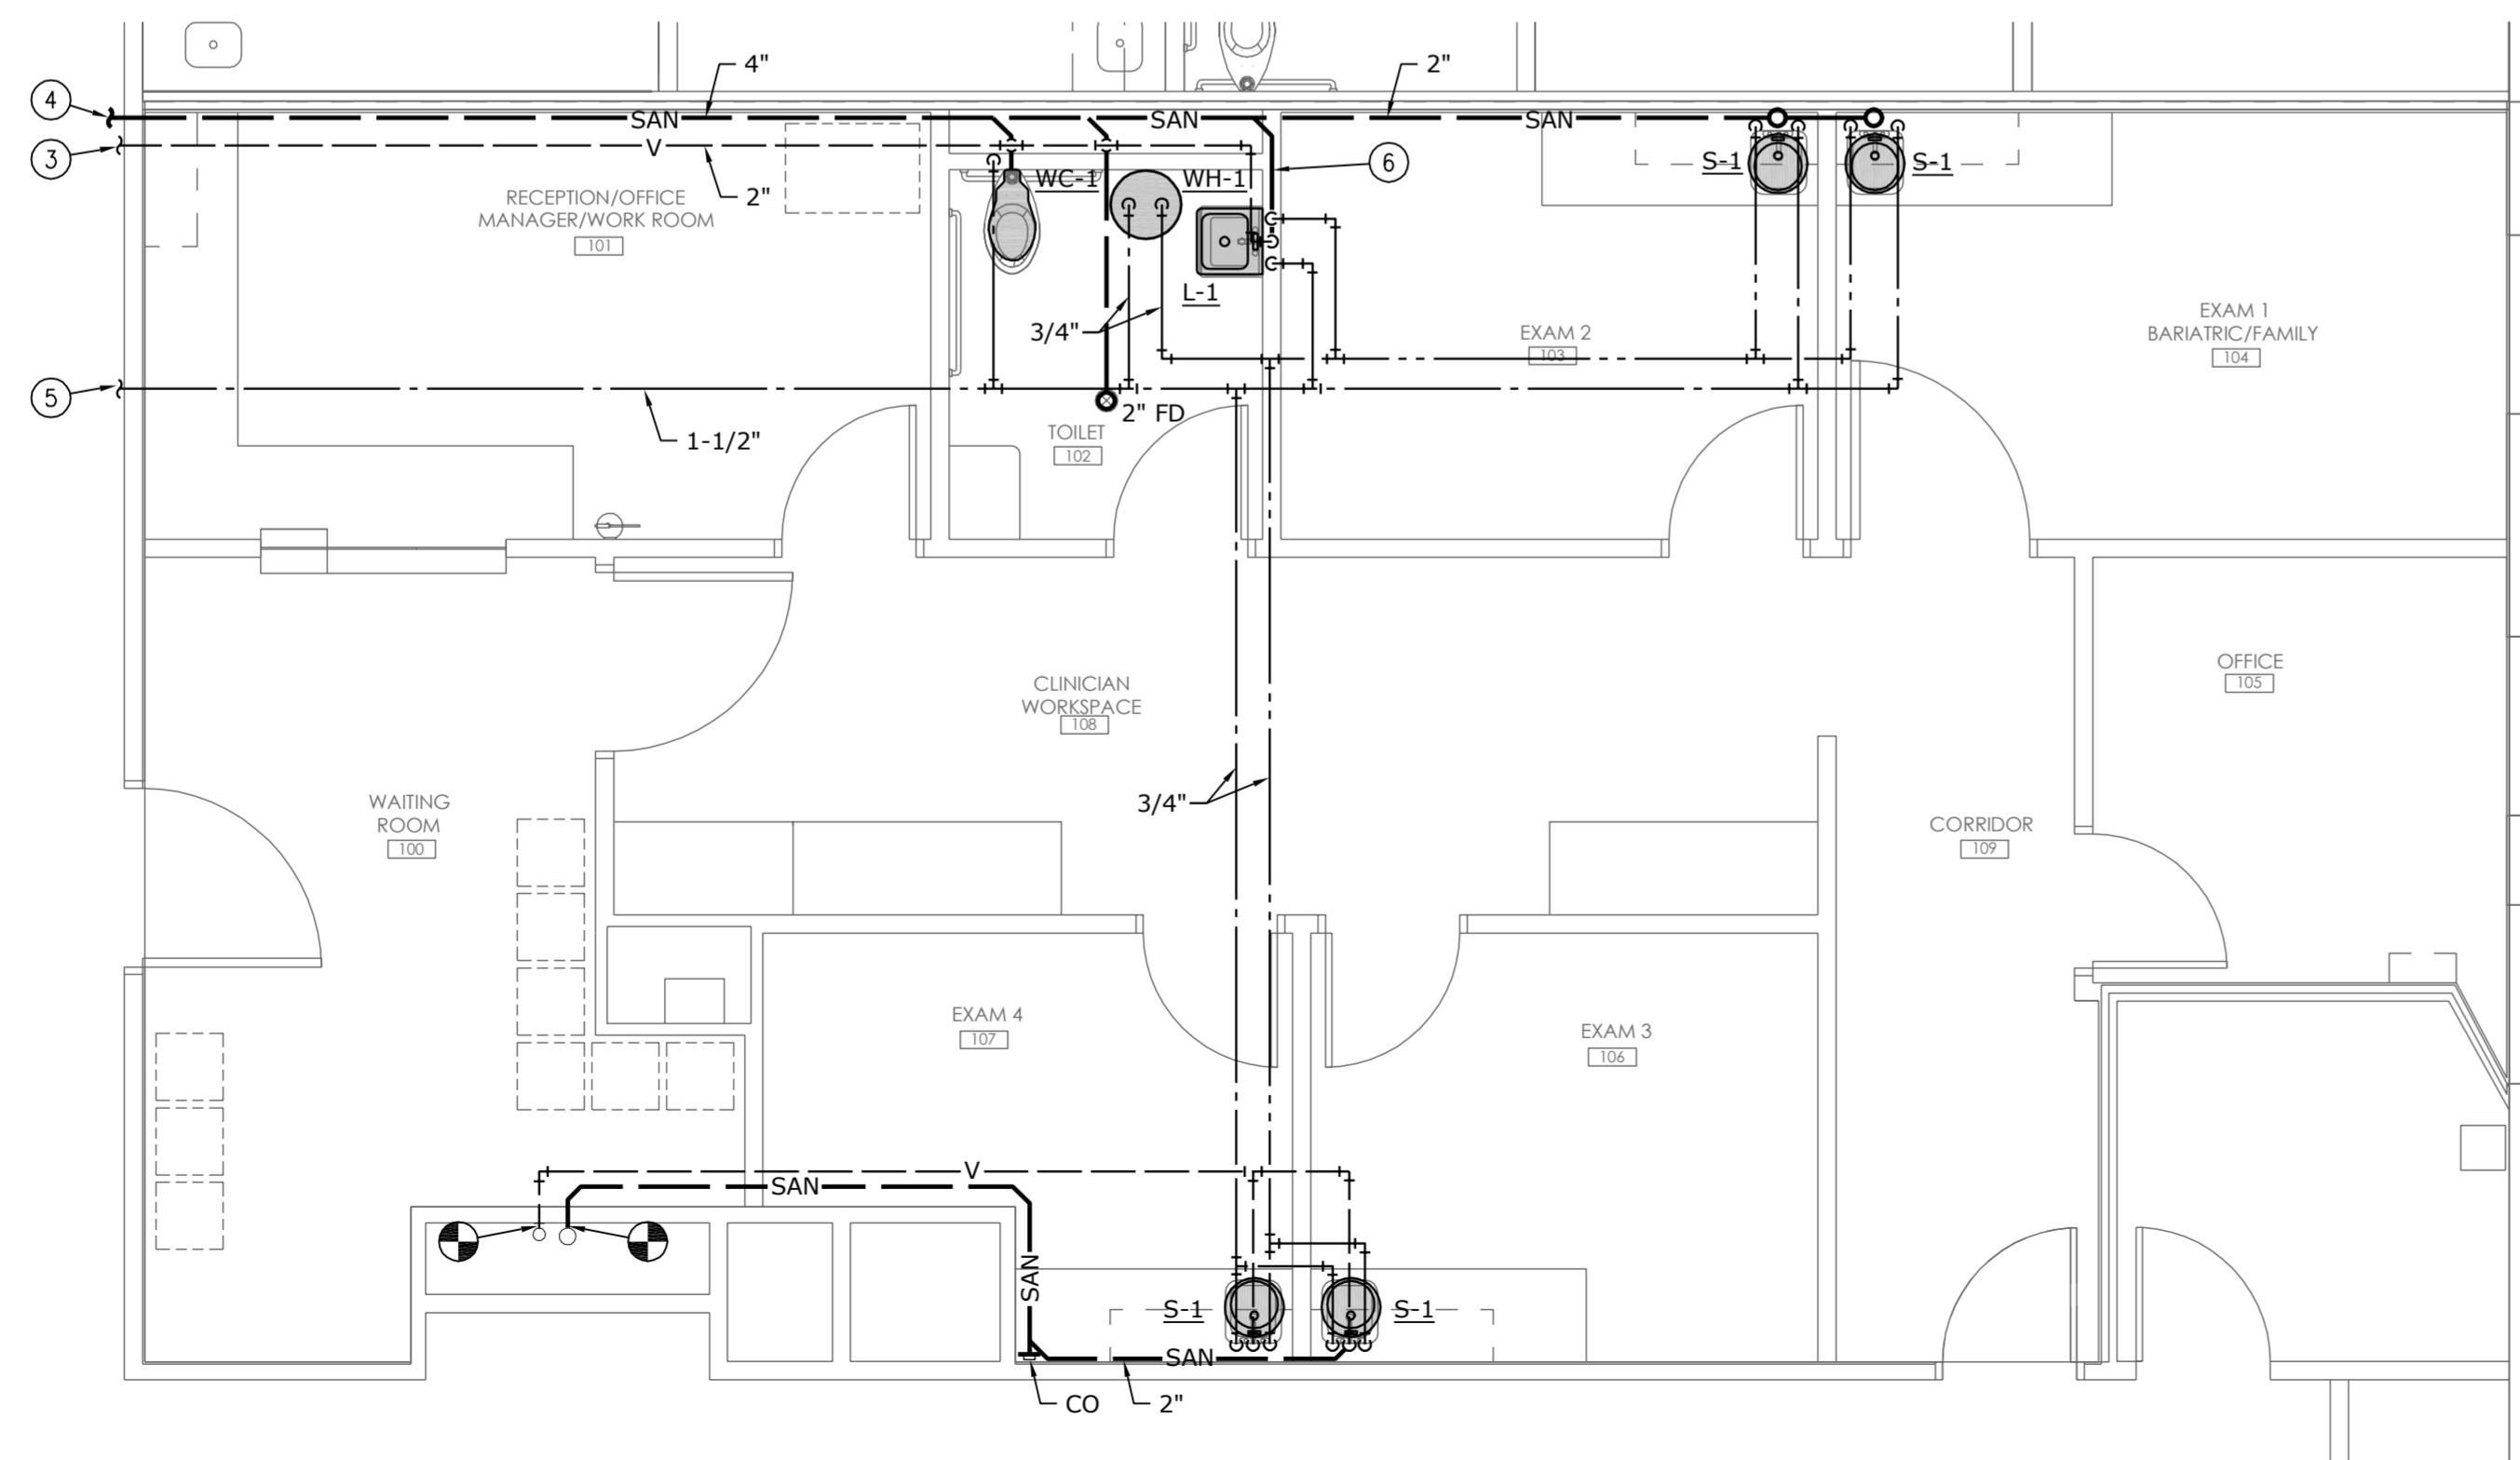 4"
2"
4
SAN
SAN
SAN
3
V
6
2"
WC-1
WH-1
S-1
S-1
RECEPTION/OFFICE
MANAGER/WORK ROOM
101
L-1
3/4"
EXAM 2
103
EXAM 1
BARIATRIC/FAMILY
104
5
1-1/2"
2" FD
TOILET
102
CLINICIAN
WORKSPACE
108
OFFICE
105
WAITING
ROOM
100
3/4"
CORRIDOR
109
EXAM 4
107
EXAM 3
106
V
SAN
SAN
S-1
S-1
SAN
CO
2"